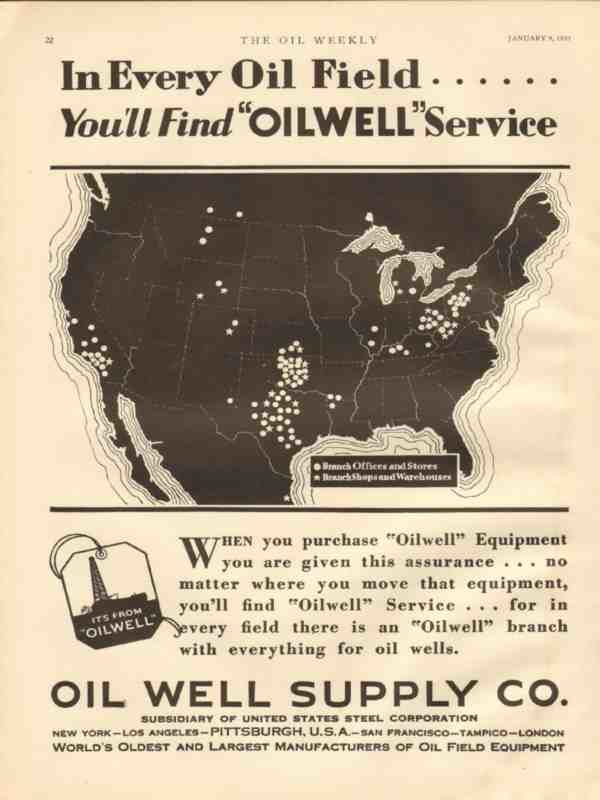 22
THE OIL WEEKLY
JANUARY 9, 1931
In Every Oil Field . . . . . .
You'll Find "OILWELL" Service
Branch Offices and Stores
Branch Shops and Warehouses
IT'S FROM
"OILWELL"
WHEN you purchase "Oilwell" Equipment
you are given this assurance . . . no
matter where you move that equipment,
you'll find "Oilwell" Service . . . for in
every field there is an "Oilwell" branch
with everything for oil wells.
OIL WELL SUPPLY CO.
SUBSIDIARY OF UNITED STATES STEEL CORPORATION
NEW YORK—LOS ANGELES—PITTSBURGH, U.S.A.—SAN FRANCISCO—TAMPICO—LONDON
WORLD'S OLDEST AND LARGEST MANUFACTURERS OF OIL FIELD EQUIPMENT